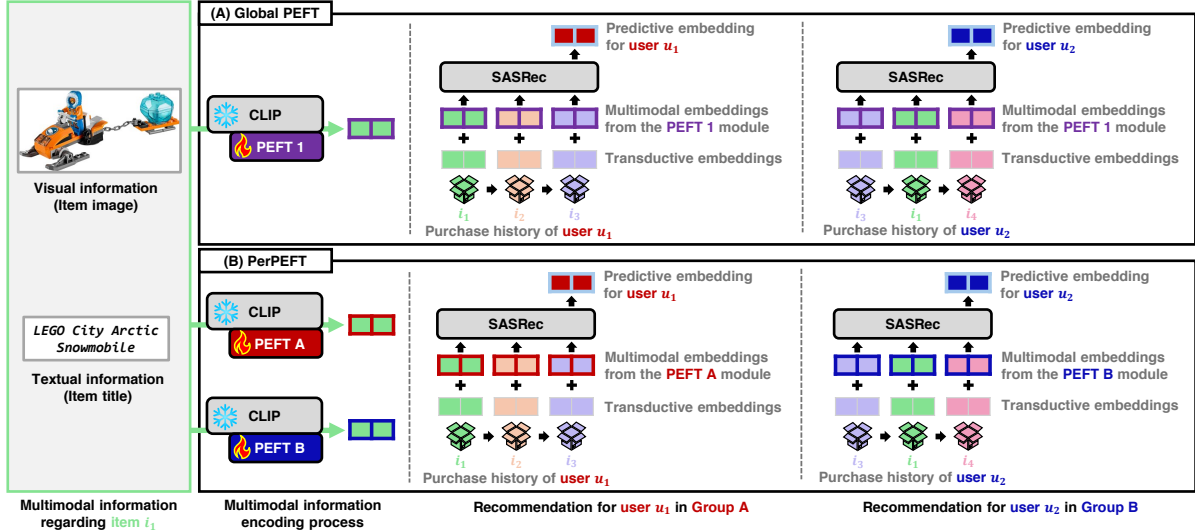 Visual information
(Item image)
LEGO City Arctic
Snowmobile
Textual information
(Item title)
Multimodal information
regarding item i₁
(A) Global PEFT
CLIP
PEFT 1
Predictive embedding
for user u₁
SASRec
Multimodal embeddings
from the PEFT 1 module
+ + +
Transductive embeddings
i₁ i₂ i₃
Purchase history of user u₁
Predictive embedding
for user u₂
SASRec
Multimodal embeddings
from the PEFT 1 module
+ + +
Transductive embeddings
i₃ i₁ i₄
Purchase history of user u₂
(B) PerPEFT
CLIP
PEFT A
CLIP
PEFT B
Predictive embedding
for user u₁
SASRec
Multimodal embeddings
from the PEFT A module
+ + +
Transductive embeddings
i₁ i₂ i₃
Purchase history of user u₁
Predictive embedding
for user u₂
SASRec
Multimodal embeddings
from the PEFT B module
+ + +
Transductive embeddings
i₃ i₁ i₄
Purchase history of user u₂
Multimodal information
encoding process
Recommendation for user u₁ in Group A
Recommendation for user u₂ in Group B